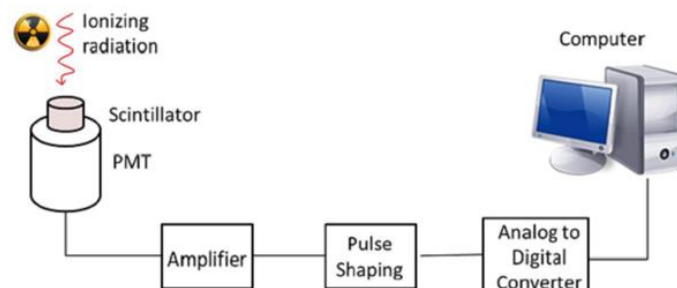 Ionizing
radiation
Computer
Scintillator
PMT
Amplifier
Pulse
Shaping
Analog to
Digital
Converter